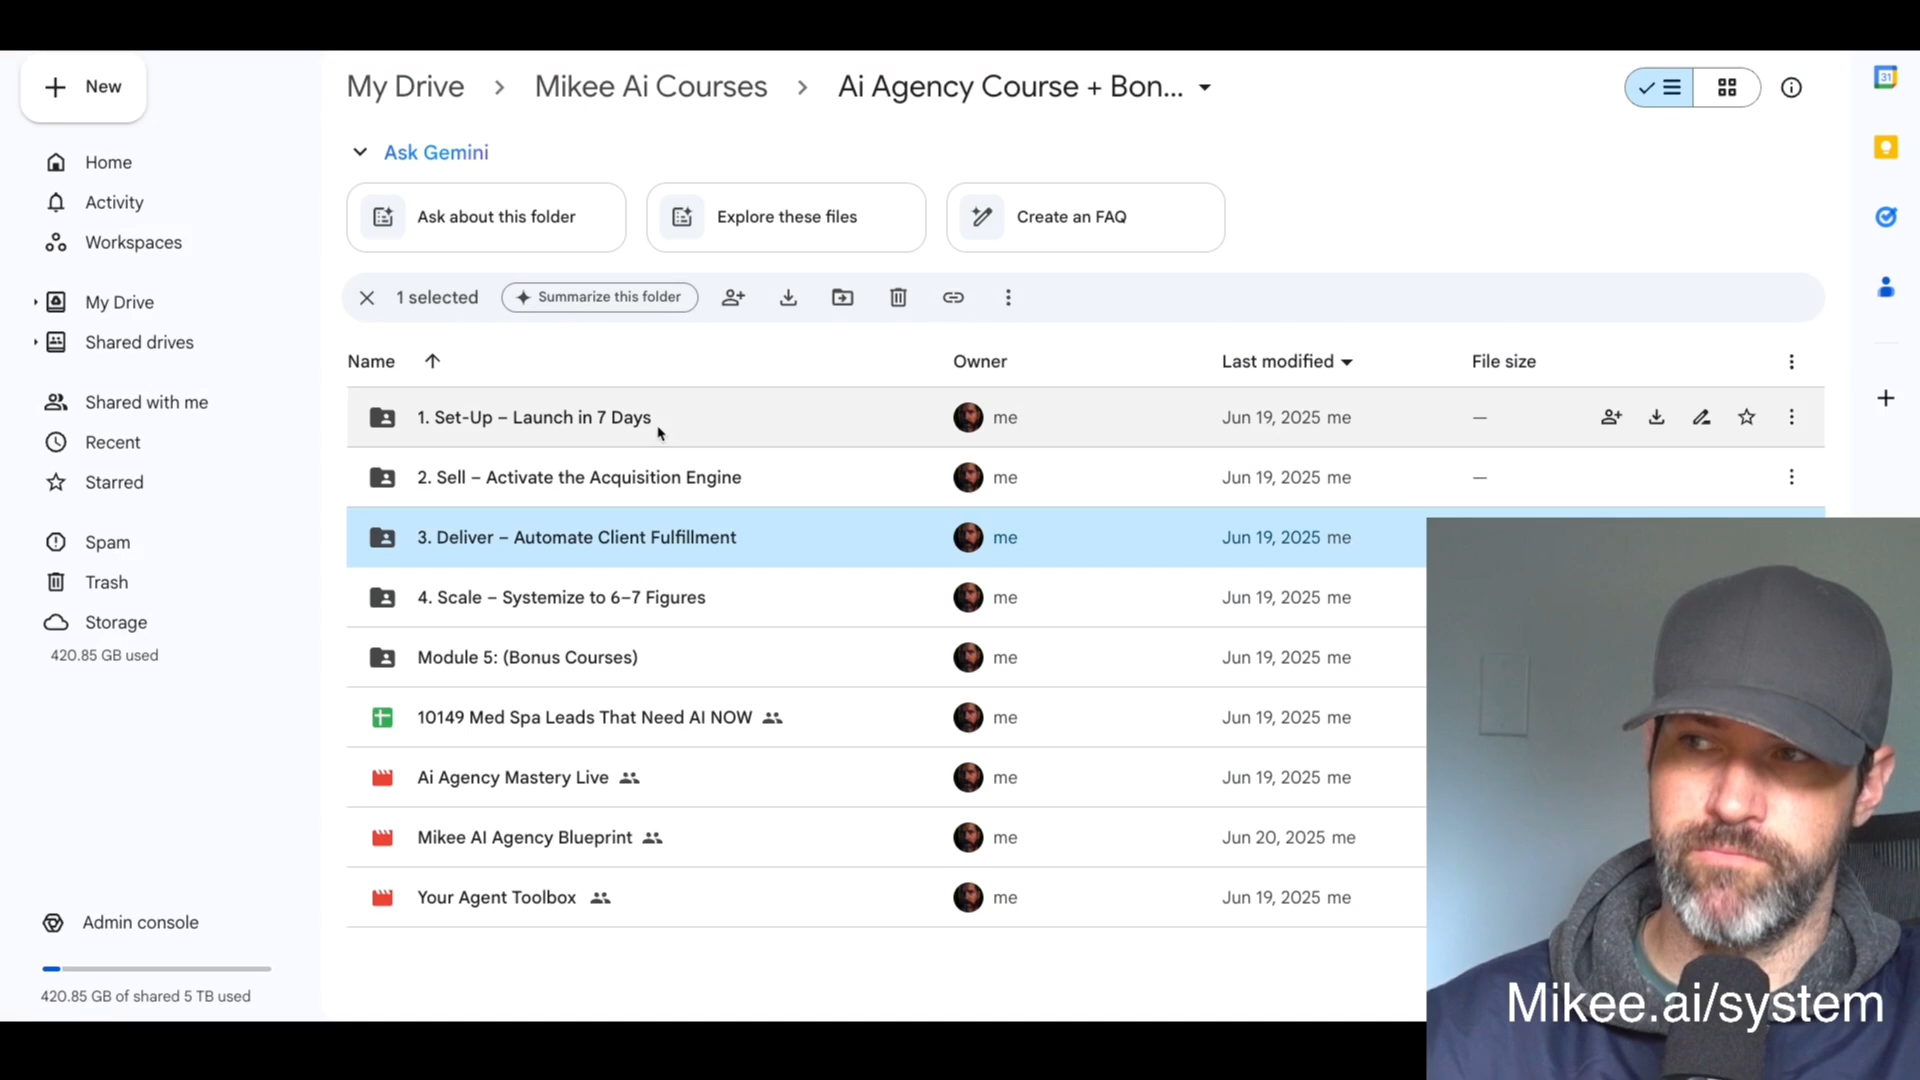 New
My Drive > Mikee Ai Courses > Ai Agency Course + Bon...
31
Home
Activity
Workspaces
My Drive
Shared drives
Shared with me
Recent
Starred
Spam
Trash
Storage
420.85 GB used
Admin console
420.85 GB of shared 5 TB used
Ask Gemini
Ask about this folder
Explore these files
Create an FAQ
1 selected
Summarize this folder
Name Owner Last modified File size
1. Set-Up – Launch in 7 Days me Jun 19, 2025 me —
2. Sell – Activate the Acquisition Engine me Jun 19, 2025 me —
3. Deliver – Automate Client Fulfillment me Jun 19, 2025 me
4. Scale – Systemize to 6–7 Figures me Jun 19, 2025 me
Module 5: (Bonus Courses) me Jun 19, 2025 me
10149 Med Spa Leads That Need AI NOW me Jun 19, 2025 me
Ai Agency Mastery Live me Jun 19, 2025 me
Mikee AI Agency Blueprint me Jun 20, 2025 me
Your Agent Toolbox me Jun 19, 2025 me
Mikee.ai/system